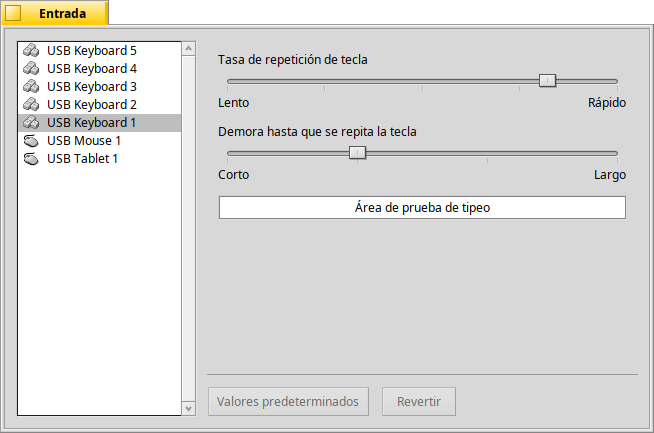 Entrada
USB Keyboard 5
USB Keyboard 4
USB Keyboard 3
USB Keyboard 2
USB Keyboard 1
USB Mouse 1
USB Tablet 1
Tasa de repetición de tecla
Lento Rápido
Demora hasta que se repita la tecla
Corto Largo
Área de prueba de tipeo
Valores predeterminados Revertir